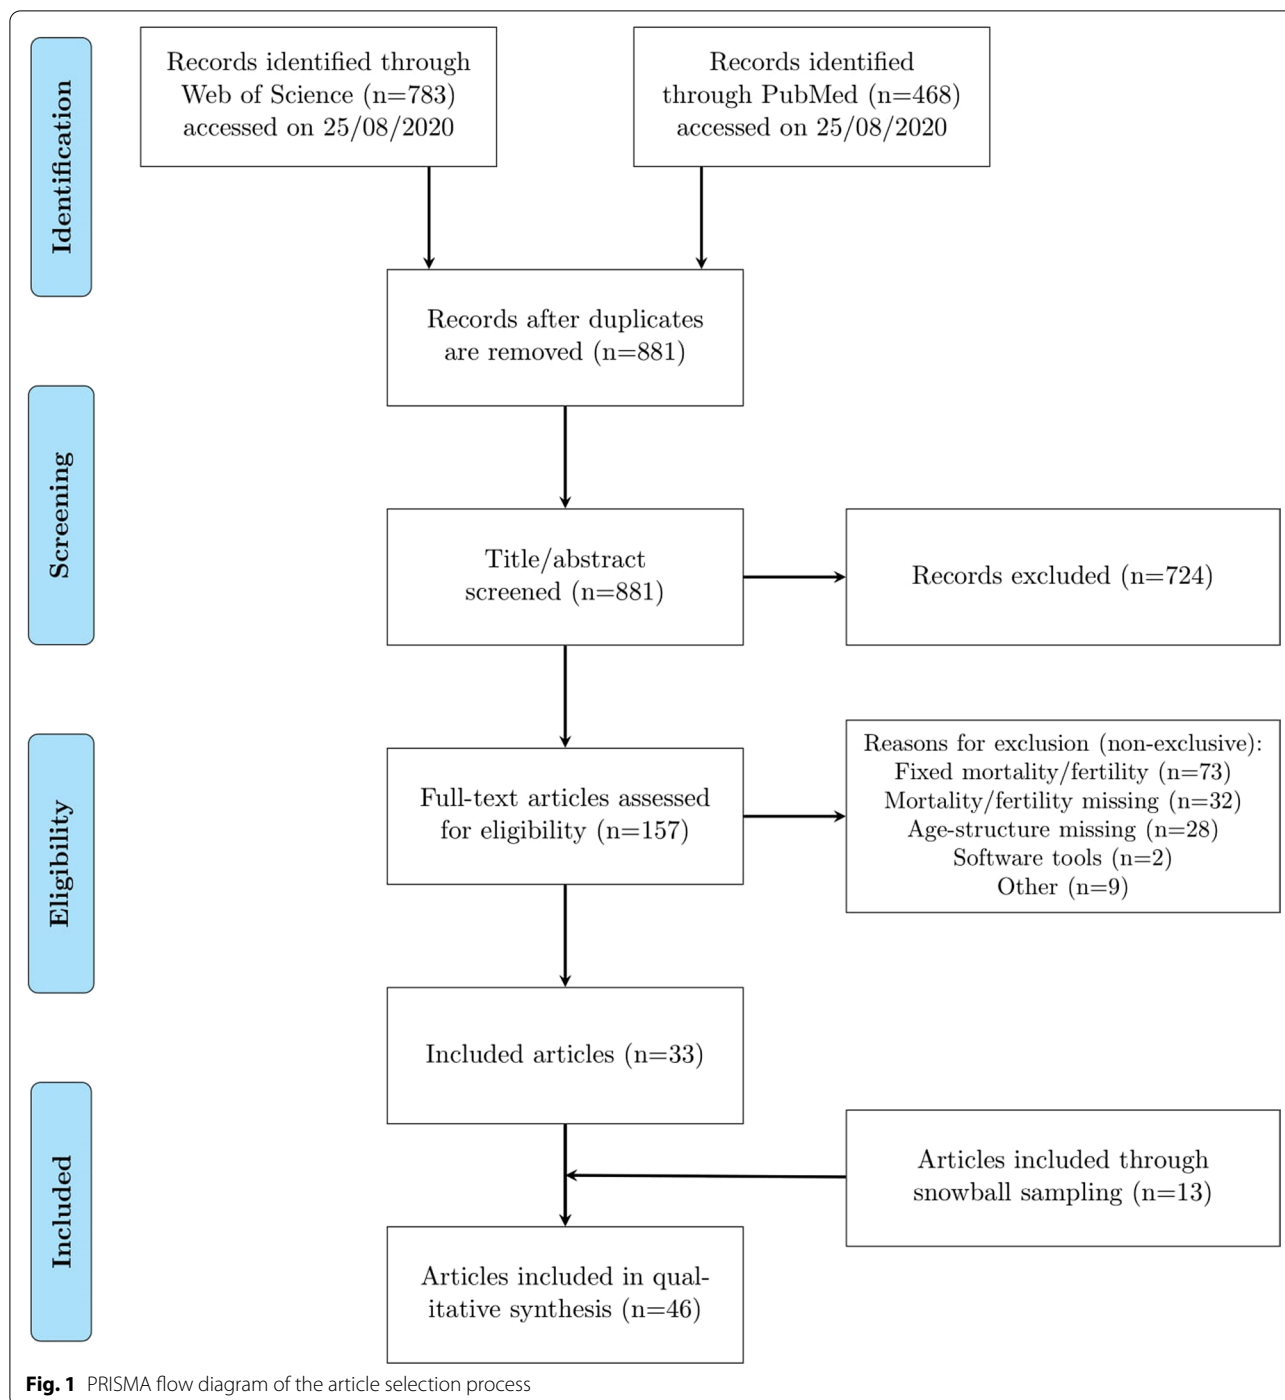 Identification
Records identified through
Web of Science (n=783)
accessed on 25/08/2020
Records identified
through PubMed (n=468)
accessed on 25/08/2020
Records after duplicates
are removed (n=881)
Screening
Title/abstract
screened (n=881)
Records excluded (n=724)
Eligibility
Full-text articles assessed
for eligibility (n=157)
Reasons for exclusion (non-exclusive):
Fixed mortality/fertility (n=73)
Mortality/fertility missing (n=32)
Age-structure missing (n=28)
Software tools (n=2)
Other (n=9)
Included articles (n=33)
Included
Articles included through
snowball sampling (n=13)
Articles included in qual-
itative synthesis (n=46)
Fig. 1 PRISMA flow diagram of the article selection process